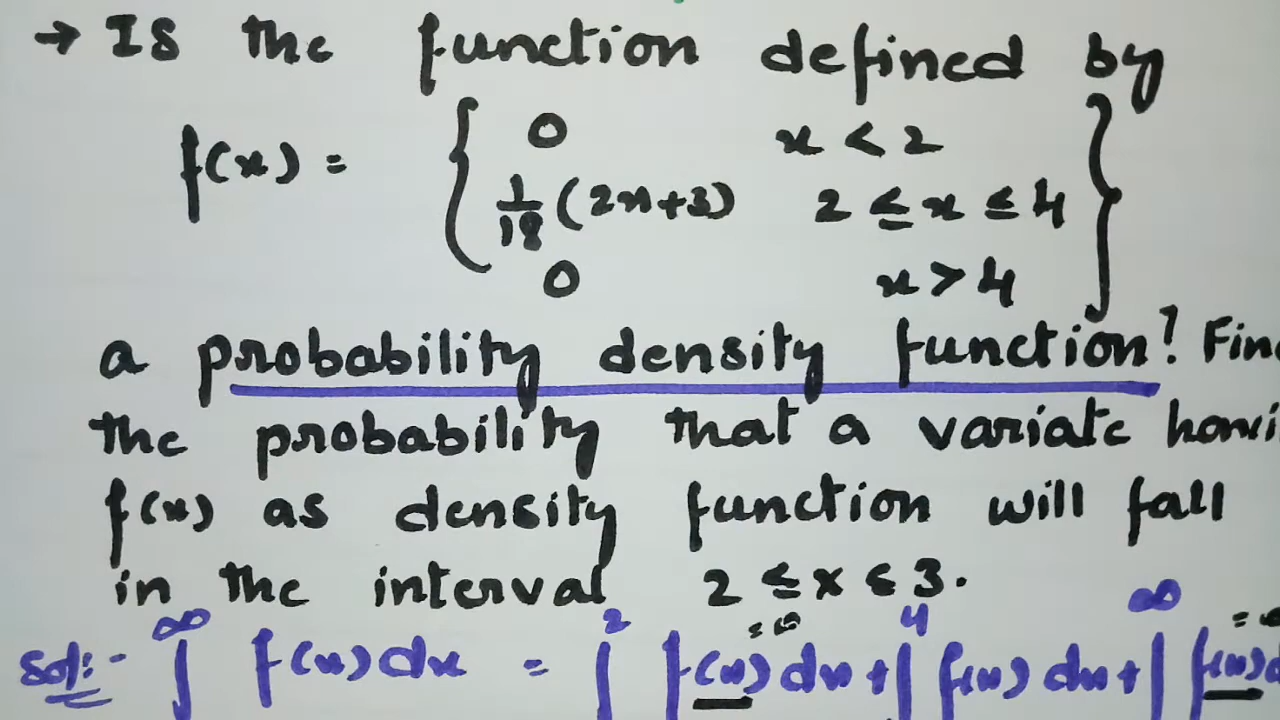 → Is the function defined by
f(x) = { 0 x < 2
1/18 (2x+3) 2 ≤ x ≤ 4
0 x > 4 }
a probability density function? Find
the probability that a variate havi
f(x) as density function will fall
in the interval 2 ≤ x ≤ 3.
Sol:- ∫^∞ f(x) dx = ∫^2 f(x) dx + ∫^4 f(x) dx + ∫^∞ f(x) d